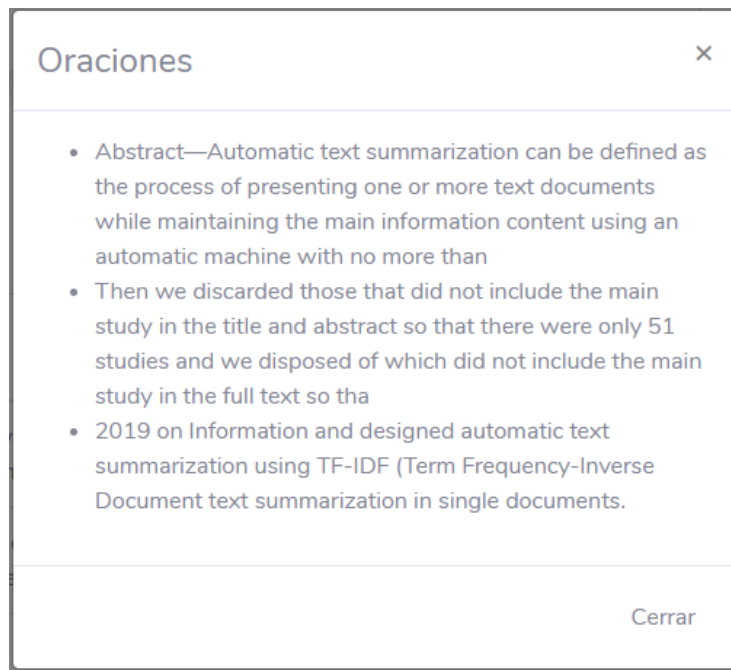 Oraciones ×
• Abstract—Automatic text summarization can be defined as
the process of presenting one or more text documents
while maintaining the main information content using an
automatic machine with no more than
• Then we discarded those that did not include the main
study in the title and abstract so that there were only 51
studies and we disposed of which did not include the main
study in the full text so tha
• 2019 on Information and designed automatic text
summarization using TF-IDF (Term Frequency-Inverse
Document text summarization in single documents.
Cerrar